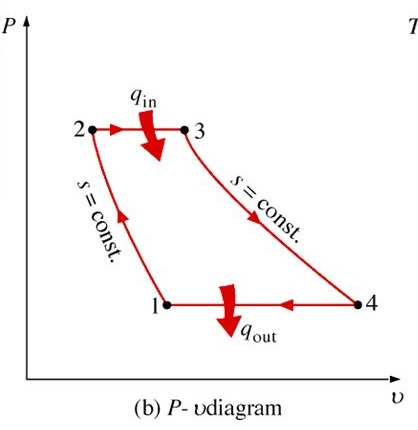 P
T
q_in
2
3
s = const.
s = const.
1
4
q_out
υ
(b) P- υdiagram